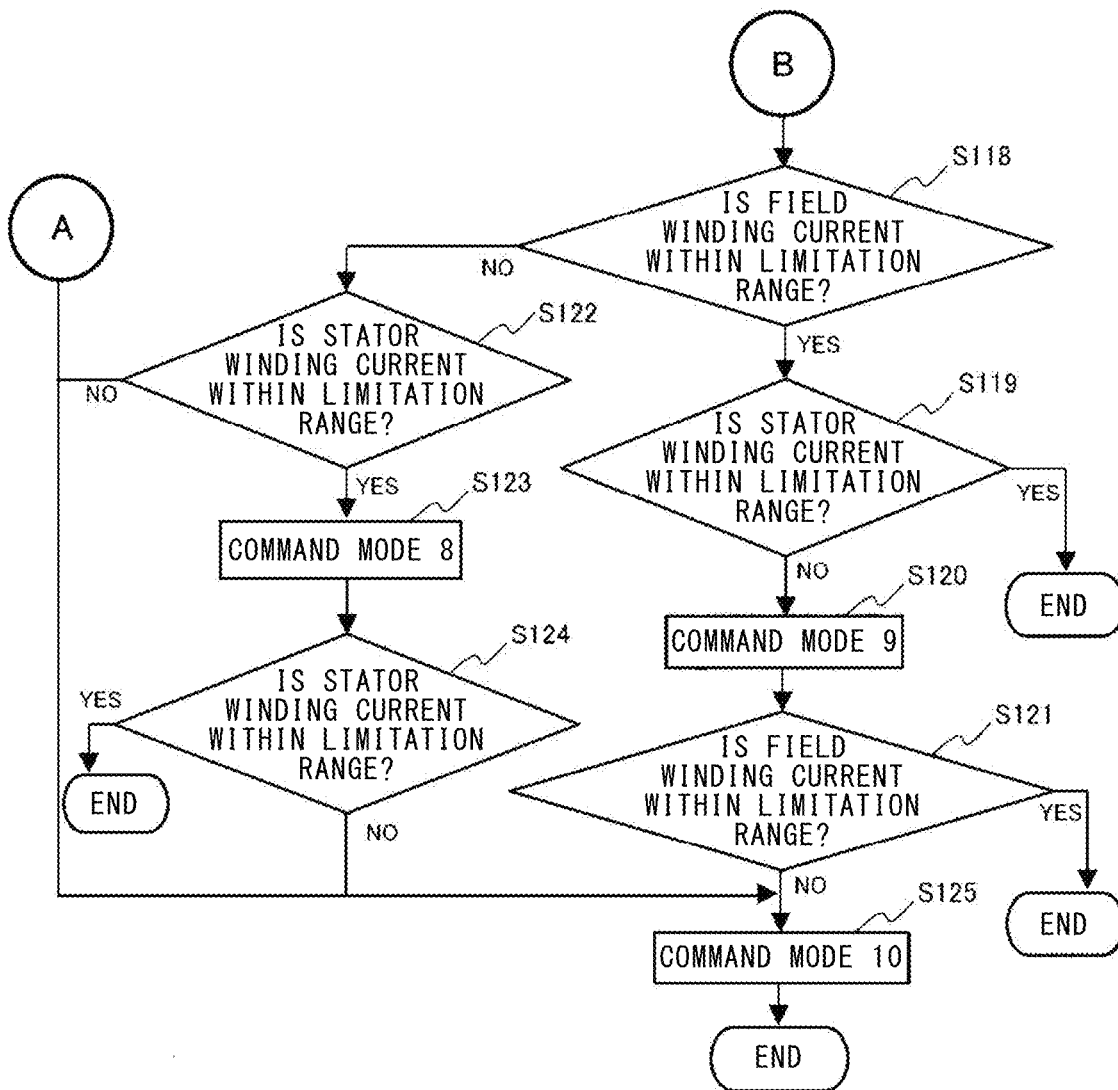 B
S118
IS FIELD
WINDING CURRENT
WITHIN LIMITATION
RANGE?
NO
YES
A
S122
IS STATOR
WINDING CURRENT
WITHIN LIMITATION
RANGE?
NO
YES
S119
IS STATOR
WINDING CURRENT
WITHIN LIMITATION
RANGE?
YES
END
NO
S123
COMMAND MODE 8
S120
COMMAND MODE 9
S124
IS STATOR
WINDING CURRENT
WITHIN LIMITATION
RANGE?
YES
END
NO
S121
IS FIELD
WINDING CURRENT
WITHIN LIMITATION
RANGE?
YES
END
NO
S125
COMMAND MODE 10
END